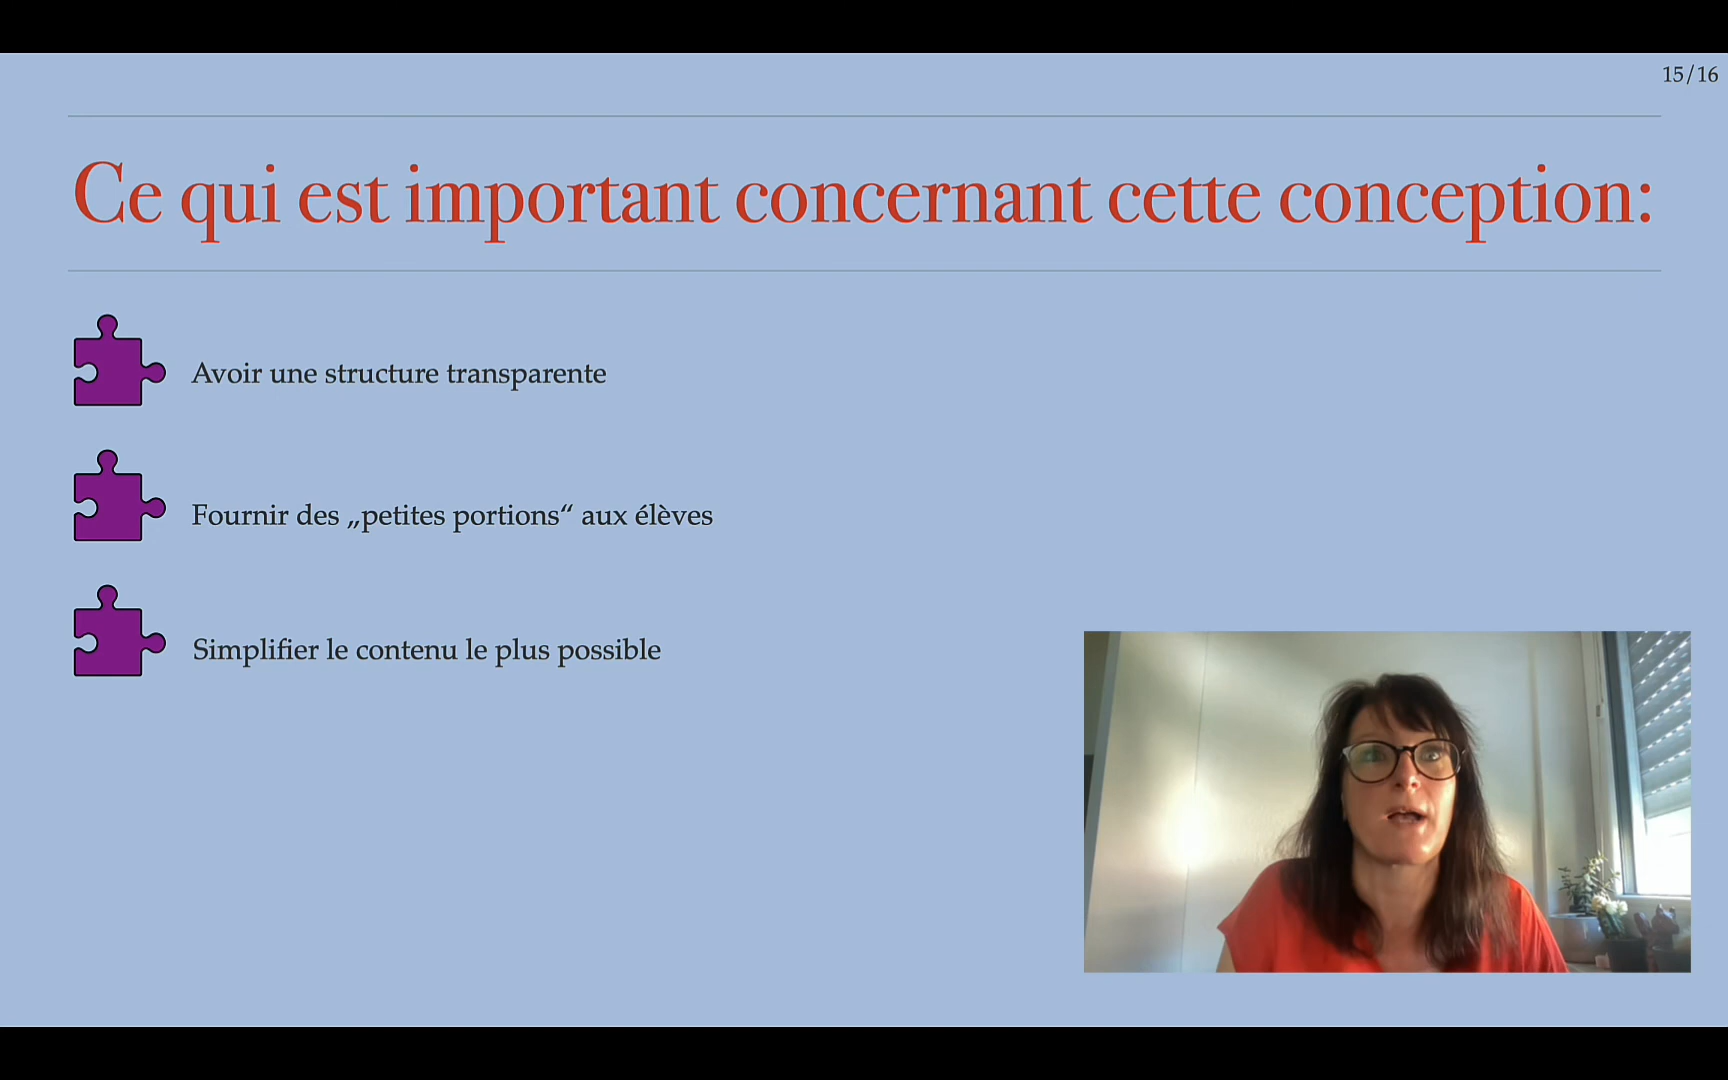 15/16
Ce qui est important concernant cette conception:
Avoir une structure transparente
Fournir des „petites portions“ aux élèves
Simplifier le contenu le plus possible